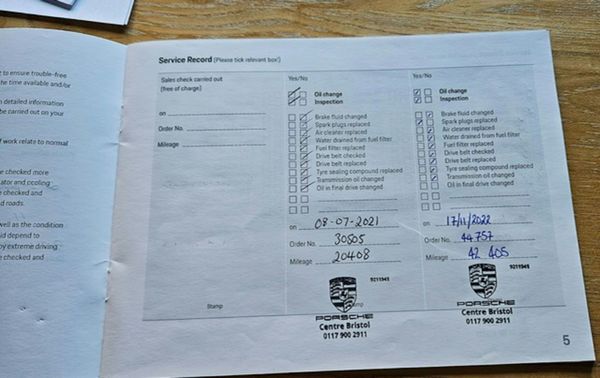 t to ensure trouble-free
he time available and/or
n detailed information
be carried out on your
f work relate to normal
e checked more
ator and cooling
e checked and
d roads.
well as the condition
id depend to
by extreme driving
e checked and
Service Record (Please tick relevant box')
Sales check carried out
(free of charge)
on
Order No.
Mileage
Stamp
Yes/No
Oil change
Inspection
Brake fluid changed
Spark plugs replaced
Air cleaner replaced
Water drained from fuel filter
Fuel filter replaced
Drive belt checked
Drive belt replaced
Tyre sealing compound replaced
Transmission oil changed
Oil in final drive changed
on 08-07-2021
Order No. 30505
Mileage 20408
9211941
PORSCHE
Centre Bristol
0117 900 2911
Yes/No
Oil change
Inspection
Brake fluid changed
Spark plugs replaced
Air cleaner replaced
Water drained from fuel filter
Fuel filter replaced
Drive belt checked
Drive belt replaced
Tyre sealing compound replaced
Transmission oil changed
Oil in final drive changed
on 17/11/2022
Order No. 44757
Mileage 42 405
9211941
PORSCHE
Centre Bristol
0117 900 2911
5